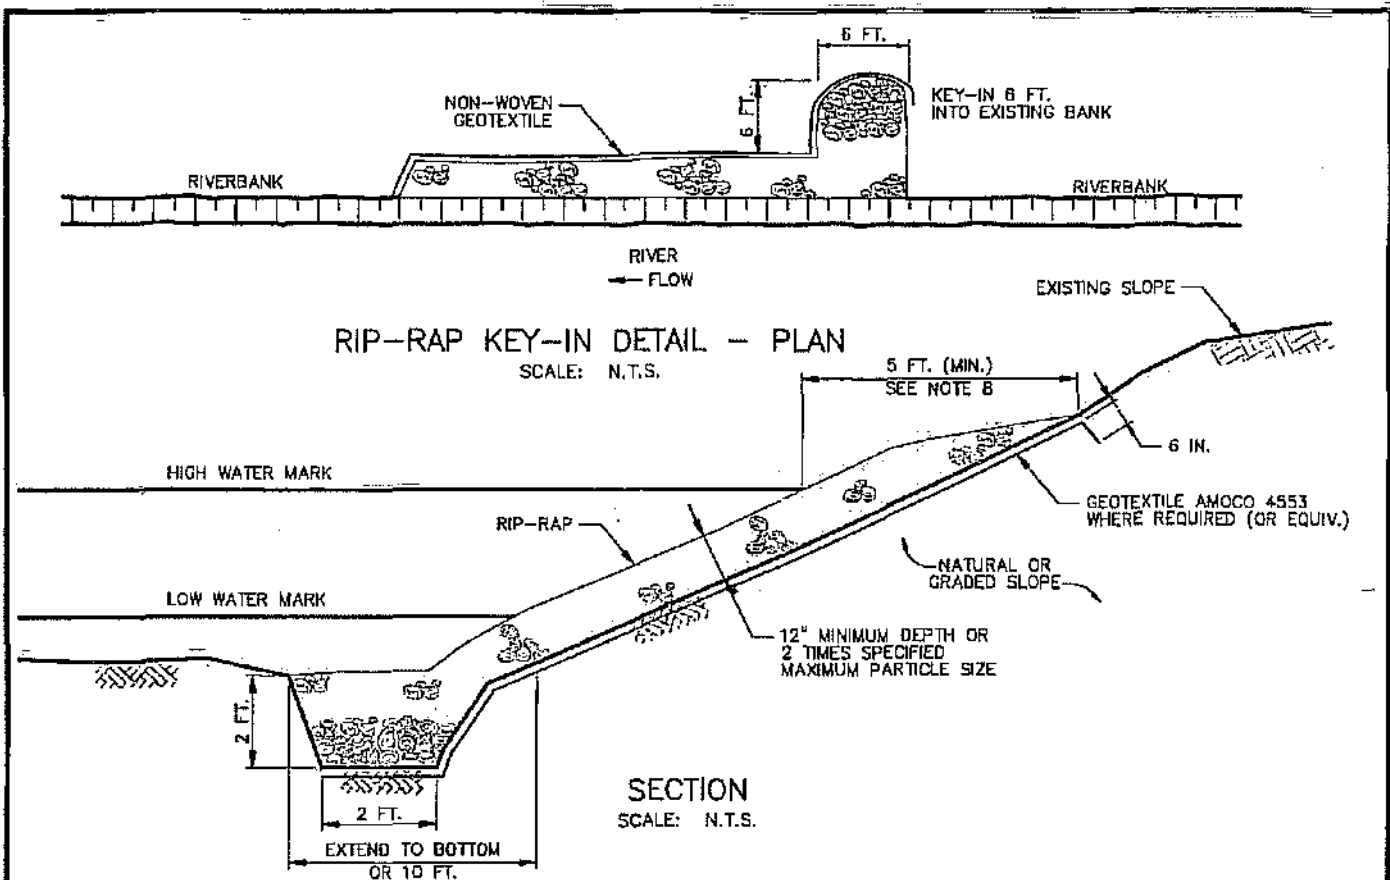 6 FT.
6 FT.
NON-WOVEN
GEOTEXTILE
KEY-IN 6 FT.
INTO EXISTING BANK
RIVERBANK
RIVERBANK
RIVER
FLOW
EXISTING SLOPE
RIP-RAP KEY-IN DETAIL - PLAN
SCALE: N.T.S.
5 FT. (MIN.)
SEE NOTE 8
6 IN.
HIGH WATER MARK
GEOTEXTILE AMOCO 4553
WHERE REQUIRED (OR EQUIV.)
RIP-RAP
NATURAL OR
GRADED SLOPE
LOW WATER MARK
12" MINIMUM DEPTH OR
2 TIMES SPECIFIED
MAXIMUM PARTICLE SIZE
2 FT.
SECTION
SCALE: N.T.S.
2 FT.
EXTEND TO BOTTOM
OR 10 FT.